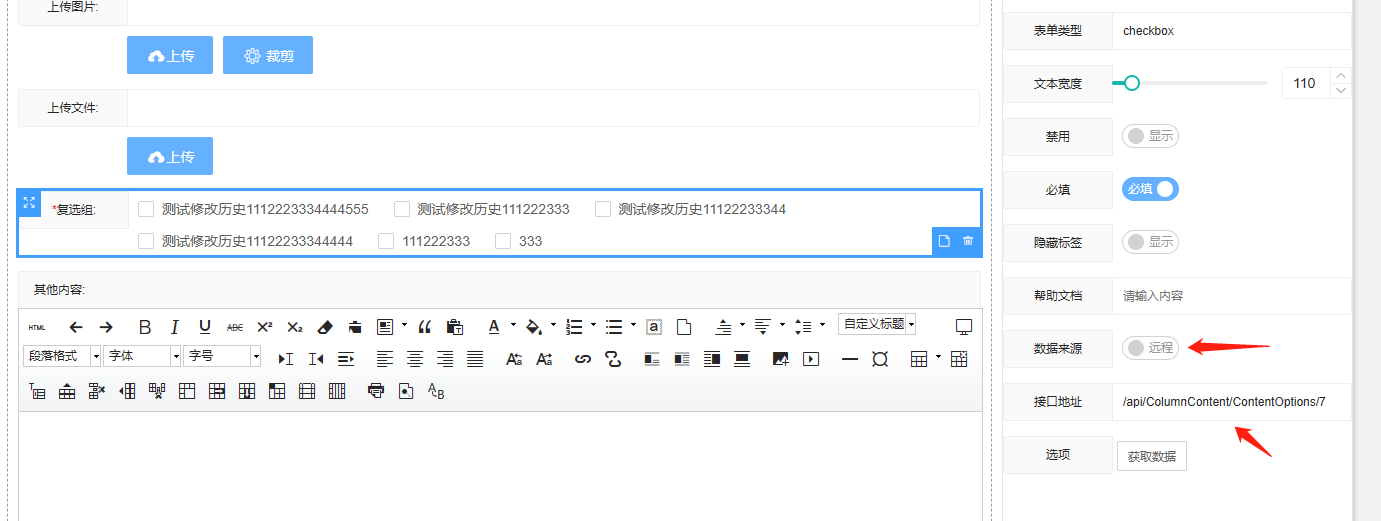 上传图片:
上传
裁剪
上传文件:
上传
*复选组:
测试修改历史1112223334444555
测试修改历史111222333
测试修改历史11122233344
测试修改历史11122233344444
111222333
333
其他内容:
HTML
B I U ABC X² X₂
自定义标题
段落格式
字体
字号
表单类型
checkbox
文本宽度
110
禁用
显示
必填
必填
隐藏标签
显示
帮助文档
请输入内容
数据来源
远程
接口地址
/api/ColumnContent/ContentOptions/7
选项
获取数据